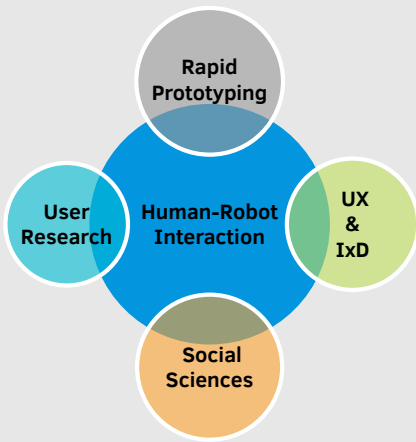 Rapid
Prototyping
User
Research
Human-Robot
Interaction
UX
&
IxD
Social
Sciences